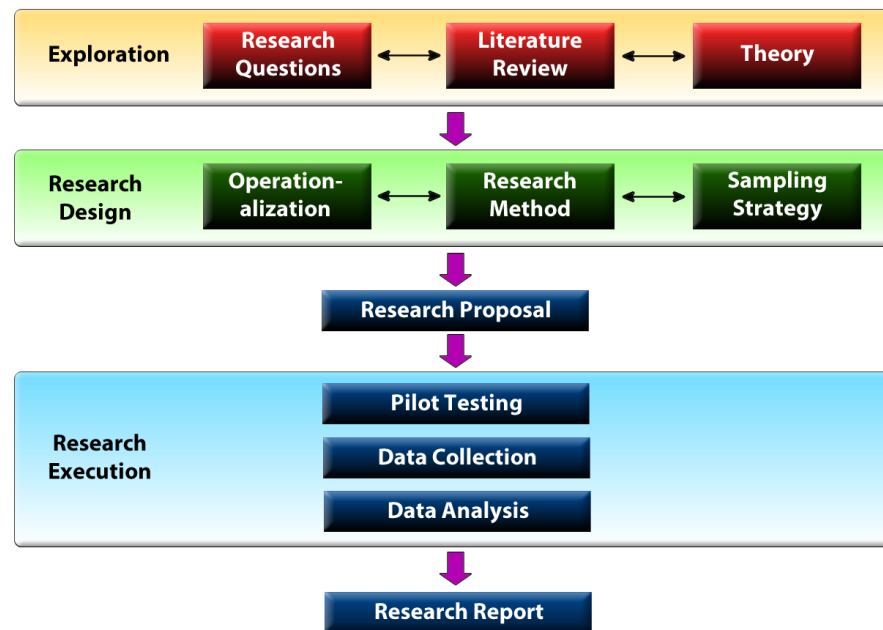 Exploration
Research
Questions
Literature
Review
Theory
Research
Design
Operation-
alization
Research
Method
Sampling
Strategy
Research Proposal
Research
Execution
Pilot Testing
Data Collection
Data Analysis
Research Report